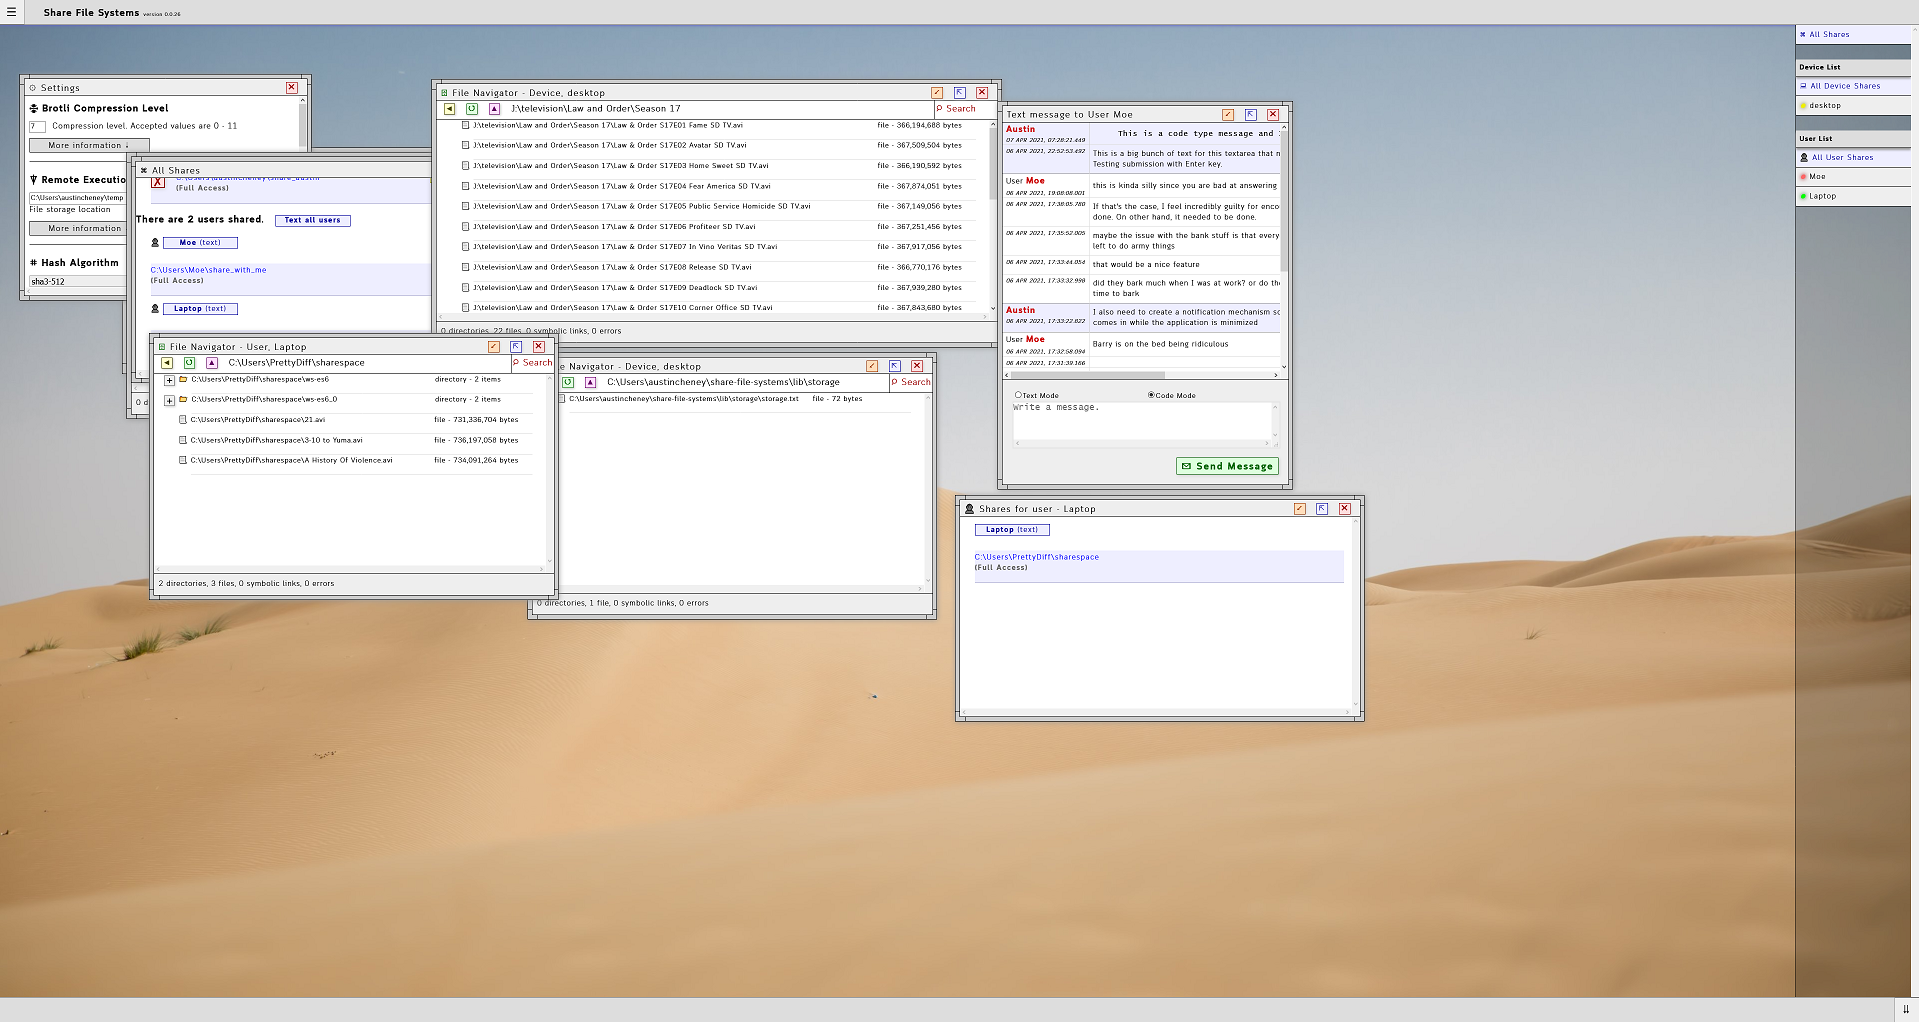 Share File Systems version 0.0.26
Settings
Brotli Compression Level
7 Compression level. Accepted values are 0 - 11
More information ↓
Remote Executio
C:\Users\austincheney\temp
File storage location
More information
# Hash Algorithm
sha3-512
All Shares
(Full Access)
There are 2 users shared. Text all users
Moe (text)
C:\Users\Moe\share_with_me
(Full Access)
Laptop (text)
0 d
File Navigator - Device, desktop
J:\television\Law and Order\Season 17 Search
J:\television\Law and Order\Season 17\Law & Order S17E01 Fame SD TV.avi file - 366,194,688 bytes
J:\television\Law and Order\Season 17\Law & Order S17E02 Avatar SD TV.avi file - 367,509,504 bytes
J:\television\Law and Order\Season 17\Law & Order S17E03 Home Sweet SD TV.avi file - 366,190,592 bytes
J:\television\Law and Order\Season 17\Law & Order S17E04 Fear America SD TV.avi file - 367,874,051 bytes
J:\television\Law and Order\Season 17\Law & Order S17E05 Public Service Homicide SD TV.avi file - 367,149,056 bytes
J:\television\Law and Order\Season 17\Law & Order S17E06 Profiteer SD TV.avi file - 367,251,456 bytes
J:\television\Law and Order\Season 17\Law & Order S17E07 In Vino Veritas SD TV.avi file - 367,917,056 bytes
J:\television\Law and Order\Season 17\Law & Order S17E08 Release SD TV.avi file - 366,770,176 bytes
J:\television\Law and Order\Season 17\Law & Order S17E09 Deadlock SD TV.avi file - 367,939,280 bytes
J:\television\Law and Order\Season 17\Law & Order S17E10 Corner Office SD TV.avi file - 367,843,680 bytes
0 directories, 22 files, 0 symbolic links, 0 errors
File Navigator - User, Laptop
C:\Users\PrettyDiff\sharespace Search
+ C:\Users\PrettyDiff\sharespace\ws-es6 directory - 2 items
+ C:\Users\PrettyDiff\sharespace\ws-es6_0 directory - 2 items
C:\Users\PrettyDiff\sharespace\21.avi file - 731,336,704 bytes
C:\Users\PrettyDiff\sharespace\3-10 to Yuma.avi file - 736,197,058 bytes
C:\Users\PrettyDiff\sharespace\A History Of Violence.avi file - 734,091,264 bytes
2 directories, 3 files, 0 symbolic links, 0 errors
e Navigator - Device, desktop
C:\Users\austincheney\share-file-systems\lib\storage Search
C:\Users\austincheney\share-file-systems\lib\storage\storage.txt file - 72 bytes
0 directories, 1 file, 0 symbolic links, 0 errors
Text message to User Moe
Austin
07 APR 2021, 07:28:21.449 This is a code type message and
06 APR 2021, 22:52:53.492 This is a big bunch of text for this textarea that n
Testing submission with Enter key.
User Moe
06 APR 2021, 19:08:08.001 this is kinda silly since you are bad at answering
06 APR 2021, 17:38:05.780 If that's the case, I feel incredibly guilty for enco
done. On other hand, it needed to be done.
06 APR 2021, 17:35:52.005 maybe the issue with the bank stuff is that every
left to do army things
06 APR 2021, 17:33:44.054 that would be a nice feature
06 APR 2021, 17:33:32.998 did they bark much when I was at work? or do the
time to bark
Austin
06 APR 2021, 17:33:22.822 I also need to create a notification mechanism so
comes in while the application is minimized
User Moe
06 APR 2021, 17:32:58.094 Barry is on the bed being ridiculous
06 APR 2021, 17:31:39.166
Text Mode Code Mode
Write a message.
Send Message
Shares for user - Laptop
Laptop (text)
C:\Users\PrettyDiff\sharespace
(Full Access)
All Shares
Device List
All Device Shares
desktop
User List
All User Shares
Moe
Laptop